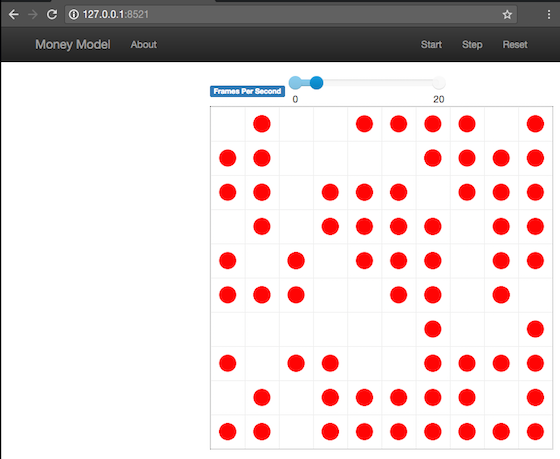 127.0.0.1:8521
Money Model About Start Step Reset
Frames Per Second
0 20